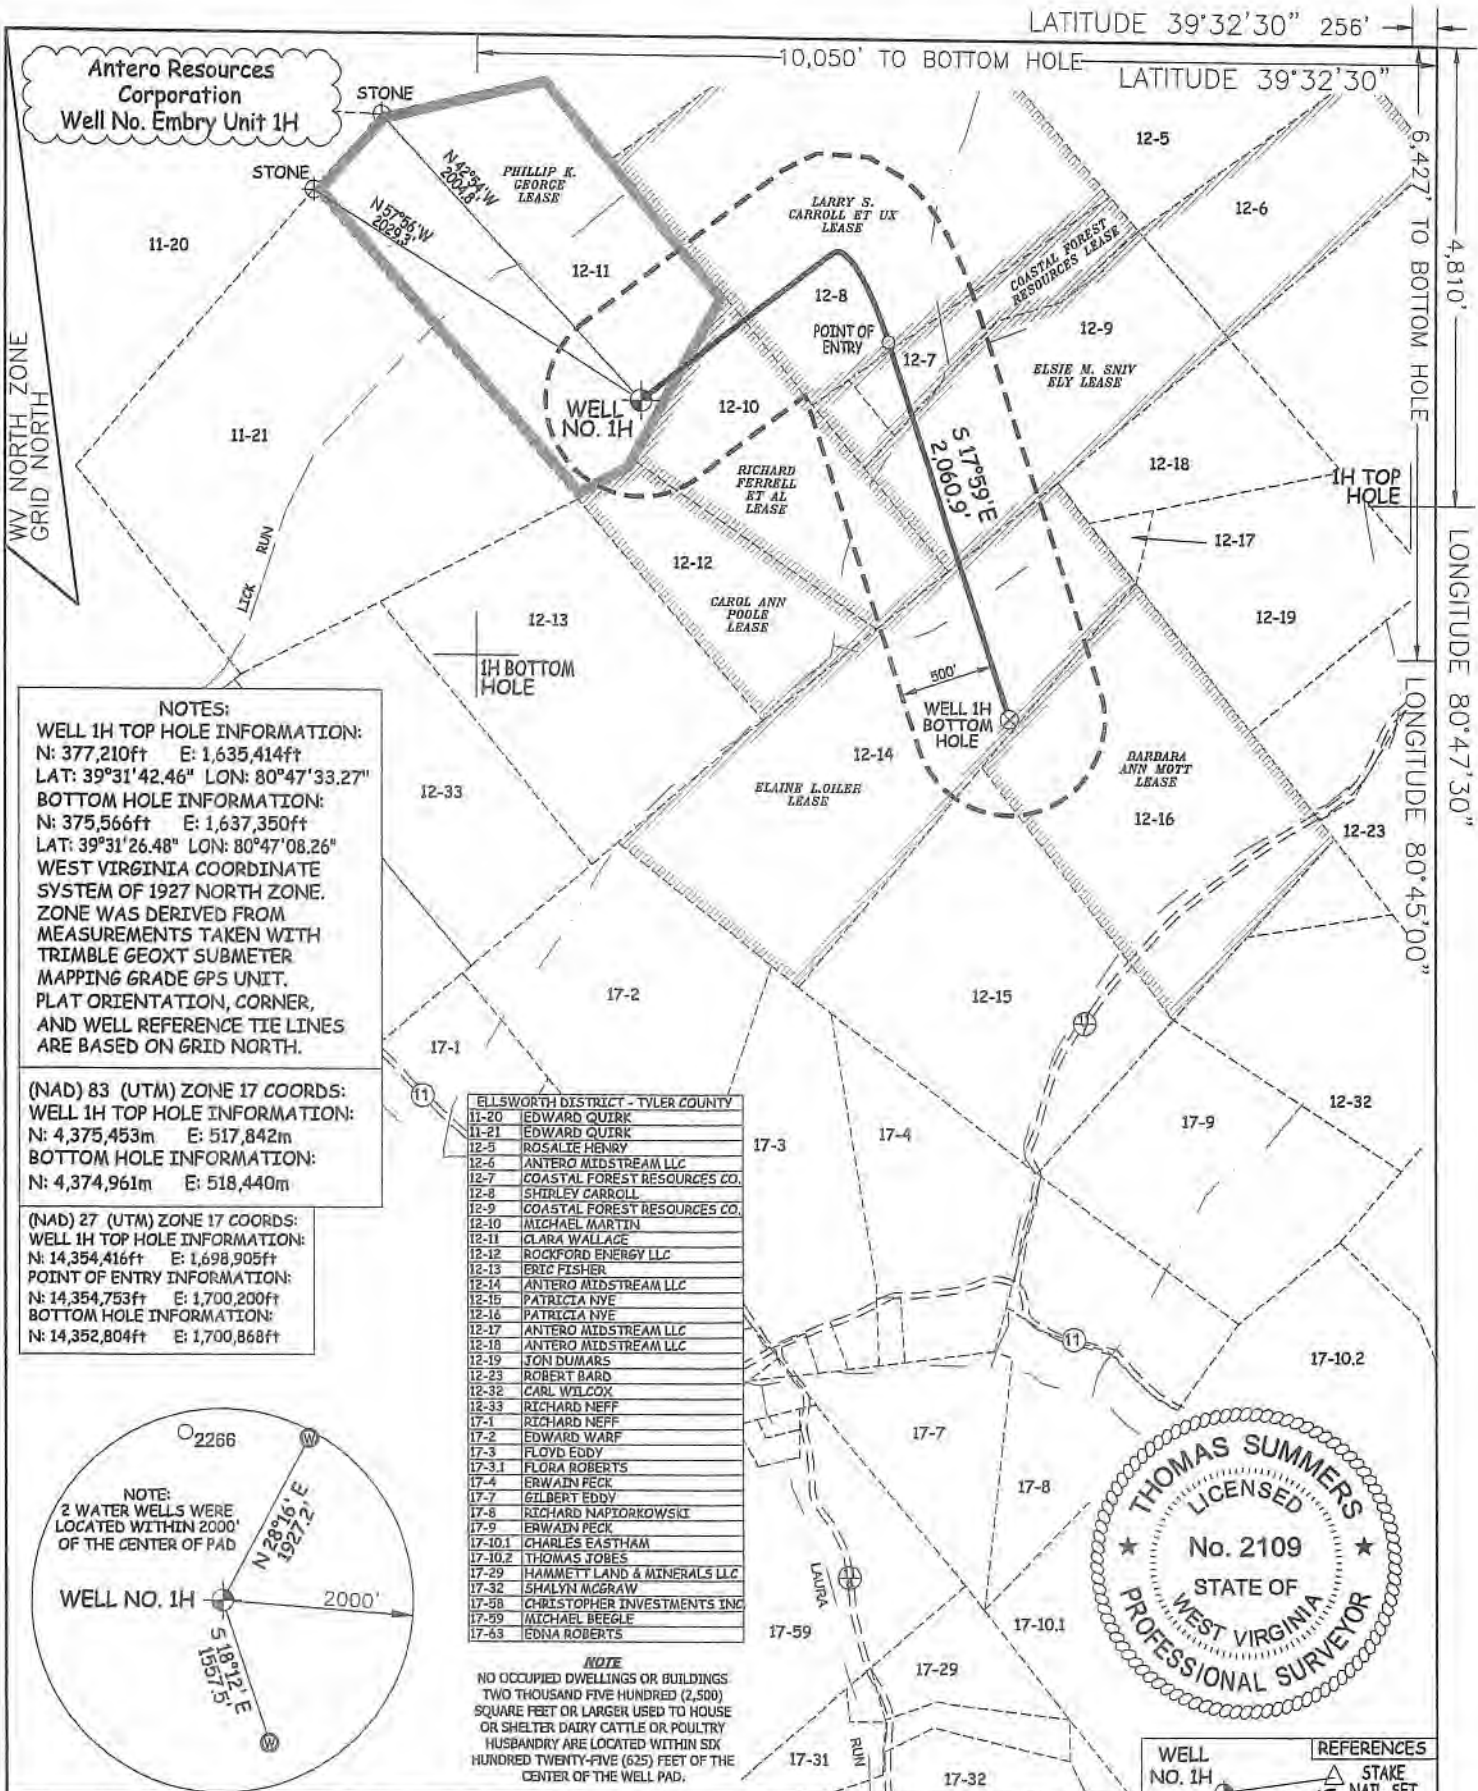 LATITUDE 39°32'30" 256'
10,050' TO BOTTOM HOLE
LATITUDE 39°32'30"
Antero Resources
Corporation
Well No. Embry Unit 1H
STONE
STONE
N 42°54' W
2004.8'
N 57°56' W
2029.3'
PHILLIP K.
GEORGE
LEASE
LARRY S.
CARROLL ET UX
LEASE
12-5
12-6
COASTAL FOREST
RESOURCES LEASE
6,427' TO BOTTOM HOLE
4,810'
11-20
12-11
12-8
POINT OF
ENTRY
12-7
12-9
ELSIE M. SNIV
ELY LEASE
WV NORTH ZONE
GRID NORTH
11-21
WELL
NO. 1H
12-10
RICHARD
FERRELL
ET AL
LEASE
S 17°59' E
2,060.9'
12-18
1H TOP
HOLE
12-17
LICK RUN
12-12
CAROL ANN
POOLE
LEASE
12-13
12-19
1H BOTTOM
HOLE
500'
WELL 1H
BOTTOM
HOLE
LONGITUDE 80°47'30"
LONGITUDE 80°45'00"
12-14
ELAINE L.OILER
LEASE
BARBARA
ANN MOTT
LEASE
12-16
12-23
12-33
NOTES:
WELL 1H TOP HOLE INFORMATION:
N: 377,210ft E: 1,635,414ft
LAT: 39°31'42.46" LON: 80°47'33.27"
BOTTOM HOLE INFORMATION:
N: 375,566ft E: 1,637,350ft
LAT: 39°31'26.48" LON: 80°47'08.26"
WEST VIRGINIA COORDINATE
SYSTEM OF 1927 NORTH ZONE.
ZONE WAS DERIVED FROM
MEASUREMENTS TAKEN WITH
TRIMBLE GEOXT SUBMETER
MAPPING GRADE GPS UNIT.
PLAT ORIENTATION, CORNER,
AND WELL REFERENCE TIE LINES
ARE BASED ON GRID NORTH.
(NAD) 83 (UTM) ZONE 17 COORDS:
WELL 1H TOP HOLE INFORMATION:
N: 4,375,453m E: 517,842m
BOTTOM HOLE INFORMATION:
N: 4,374,961m E: 518,440m
(NAD) 27 (UTM) ZONE 17 COORDS:
WELL 1H TOP HOLE INFORMATION:
N: 14,354,416ft E: 1,698,905ft
POINT OF ENTRY INFORMATION:
N: 14,354,753ft E: 1,700,200ft
BOTTOM HOLE INFORMATION:
N: 14,352,804ft E: 1,700,868ft
17-2
12-15
11
17-1
11
ELLSWORTH DISTRICT - TYLER COUNTY
11-20 EDWARD QUIRK
11-21 EDWARD QUIRK
12-5 ROSALIE HENRY
12-6 ANTERO MIDSTREAM LLC
12-7 COASTAL FOREST RESOURCES CO.
12-8 SHIRLEY CARROLL
12-9 COASTAL FOREST RESOURCES CO.
12-10 MICHAEL MARTIN
12-11 CLARA WALLACE
12-12 ROCKFORD ENERGY LLC
12-13 ERIC FISHER
12-14 ANTERO MIDSTREAM LLC
12-15 PATRICIA NYE
12-16 PATRICIA NYE
12-17 ANTERO MIDSTREAM LLC
12-18 ANTERO MIDSTREAM LLC
12-19 JON DUMARS
12-23 ROBERT BARD
12-32 CARL WILCOX
12-33 RICHARD NEFF
17-1 RICHARD NEFF
17-2 EDWARD WARF
17-3 FLOYD EDDY
17-3.1 FLORA ROBERTS
17-4 ERWAIN PECK
17-7 GILBERT EDDY
17-8 RICHARD NAPIORKOWSKI
17-9 ERWAIN PECK
17-10.1 CHARLES EASTHAM
17-10.2 THOMAS JOBES
17-29 HAMMETT LAND & MINERALS LLC
17-32 SHALYN MCGRAW
17-58 CHRISTOPHER INVESTMENTS INC
17-59 MICHAEL BEEGLE
17-63 EDNA ROBERTS
17-3
17-4
17-9
12-32
11
17-10.2
17-7
17-8
NOTE
NO OCCUPIED DWELLINGS OR BUILDINGS
TWO THOUSAND FIVE HUNDRED (2,500)
SQUARE FEET OR LARGER USED TO HOUSE
OR SHELTER DAIRY CATTLE OR POULTRY
HUSBANDRY ARE LOCATED WITHIN SIX
HUNDRED TWENTY-FIVE (625) FEET OF THE
CENTER OF THE WELL PAD.
2266
W
NOTE:
2 WATER WELLS WERE
LOCATED WITHIN 2000'
OF THE CENTER OF PAD
N 28°16' E
1927.2'
WELL NO. 1H
2000'
S 18°12' E
1557.5'
W
LAURA
RUN
11
17-59
17-10.1
17-29
17-31
17-32
THOMAS SUMMERS
LICENSED
No. 2109
STATE OF
WEST VIRGINIA
PROFESSIONAL SURVEYOR
WELL
NO. 1H
REFERENCES
STAKE